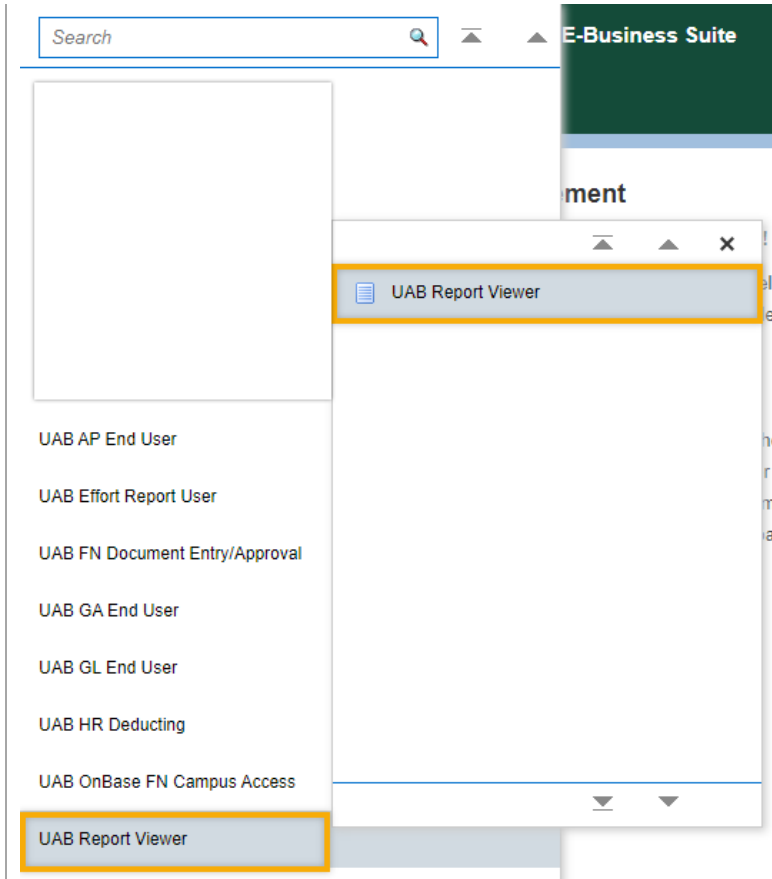 Search
E-Business Suite
ment
!
UAB Report Viewer
UAB AP End User
UAB Effort Report User
UAB FN Document Entry/Approval
UAB GA End User
UAB GL End User
UAB HR Deducting
UAB OnBase FN Campus Access
UAB Report Viewer